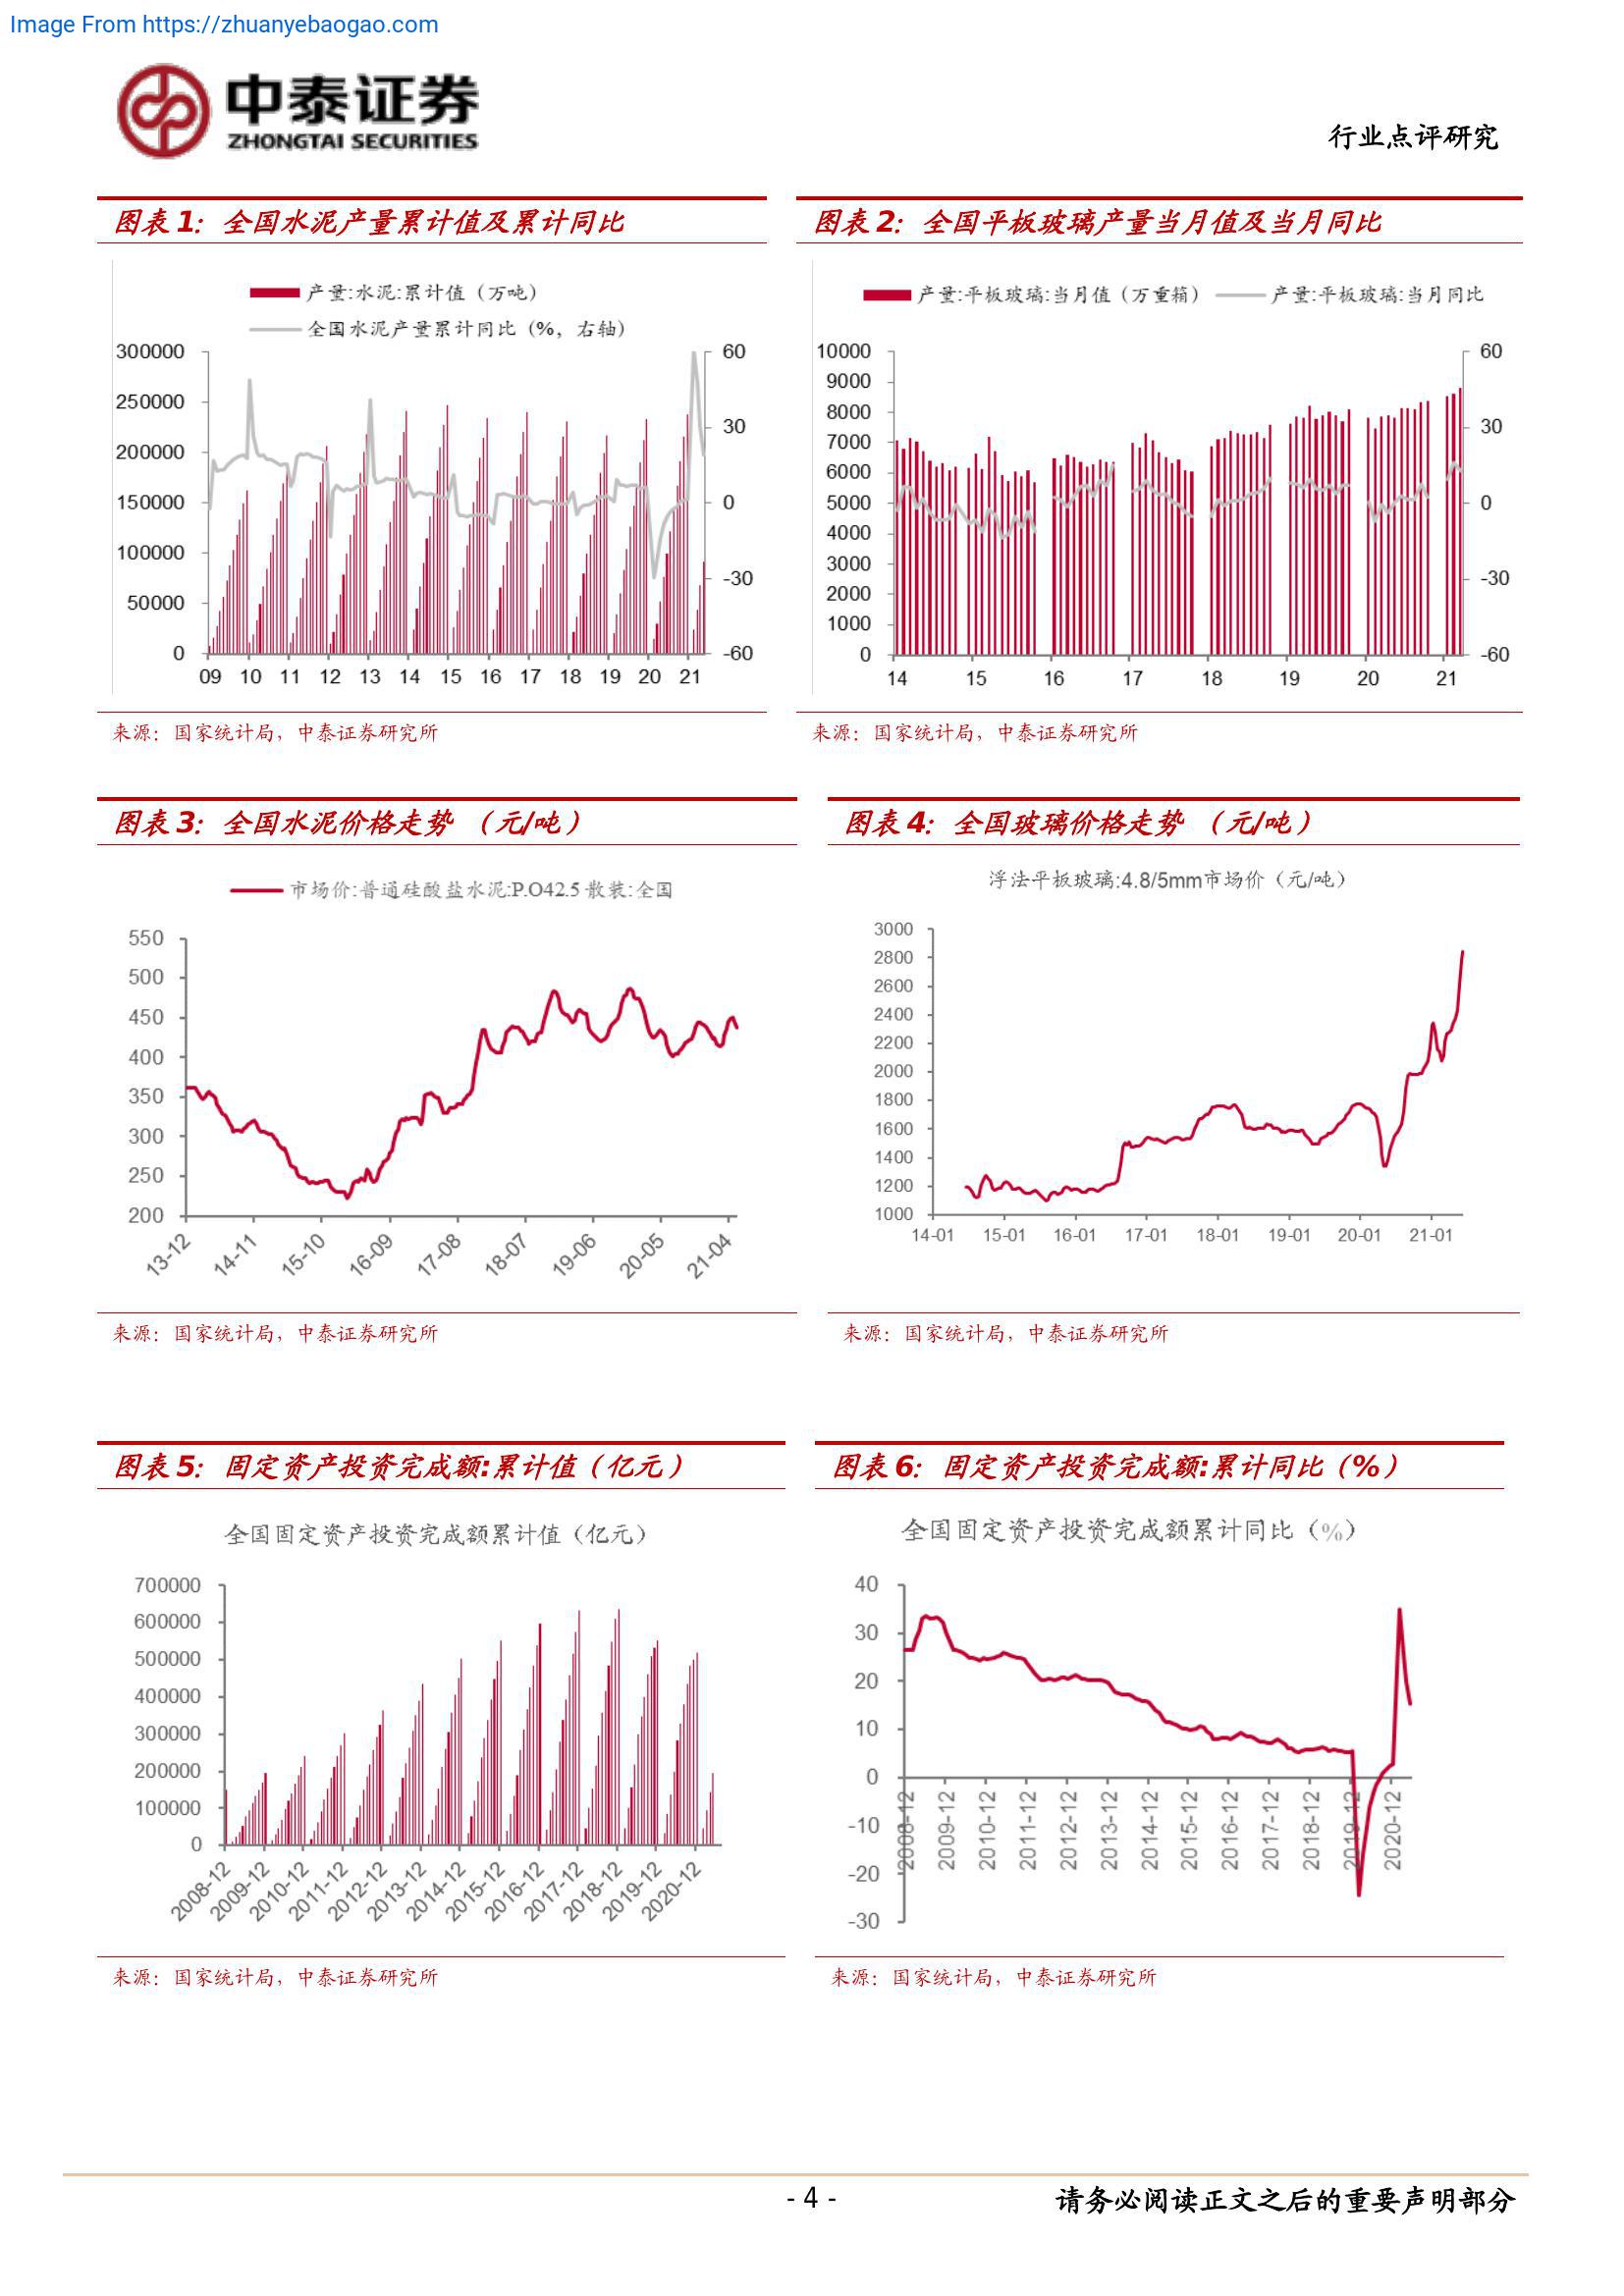 Image From https://zhuanyebaogao.com
中泰证券
ZHONGTAI SECURITIES
行业点评研究
图表 1：全国水泥产量累计值及累计同比
产量:水泥:累计值（万吨）
全国水泥产量累计同比（%，右轴）
300000
250000
200000
150000
100000
50000
0
60
30
0
-30
-60
09 10 11 12 13 14 15 16 17 18 19 20 21
来源：国家统计局，中泰证券研究所
图表 2：全国平板玻璃产量当月值及当月同比
产量:平板玻璃:当月值（万重箱） 产量:平板玻璃:当月同比
10000
9000
8000
7000
6000
5000
4000
3000
2000
1000
0
60
30
0
-30
-60
14 15 16 17 18 19 20 21
来源：国家统计局，中泰证券研究所
图表 3：全国水泥价格走势 （元/吨）
市场价:普通硅酸盐水泥:P.O42.5 散装:全国
550
500
450
400
350
300
250
200
13-12 14-11 15-10 16-09 17-08 18-07 19-06 20-05 21-04
来源：国家统计局，中泰证券研究所
图表 4：全国玻璃价格走势 （元/吨）
浮法平板玻璃:4.8/5mm市场价（元/吨）
3000
2800
2600
2400
2200
2000
1800
1600
1400
1200
1000
14-01 15-01 16-01 17-01 18-01 19-01 20-01 21-01
来源：国家统计局，中泰证券研究所
图表 5：固定资产投资完成额:累计值（亿元）
全国固定资产投资完成额累计值（亿元）
700000
600000
500000
400000
300000
200000
100000
0
2008-12 2009-12 2010-12 2011-12 2012-12 2013-12 2014-12 2015-12 2016-12 2017-12 2018-12 2019-12 2020-12
来源：国家统计局，中泰证券研究所
图表 6：固定资产投资完成额:累计同比（%）
全国固定资产投资完成额累计同比（%）
40
30
20
10
0
-10
-20
-30
2008-12 2009-12 2010-12 2011-12 2012-12 2013-12 2014-12 2015-12 2016-12 2017-12 2018-12 2019-12 2020-12
来源：国家统计局，中泰证券研究所
- 4 -
请务必阅读正文之后的重要声明部分